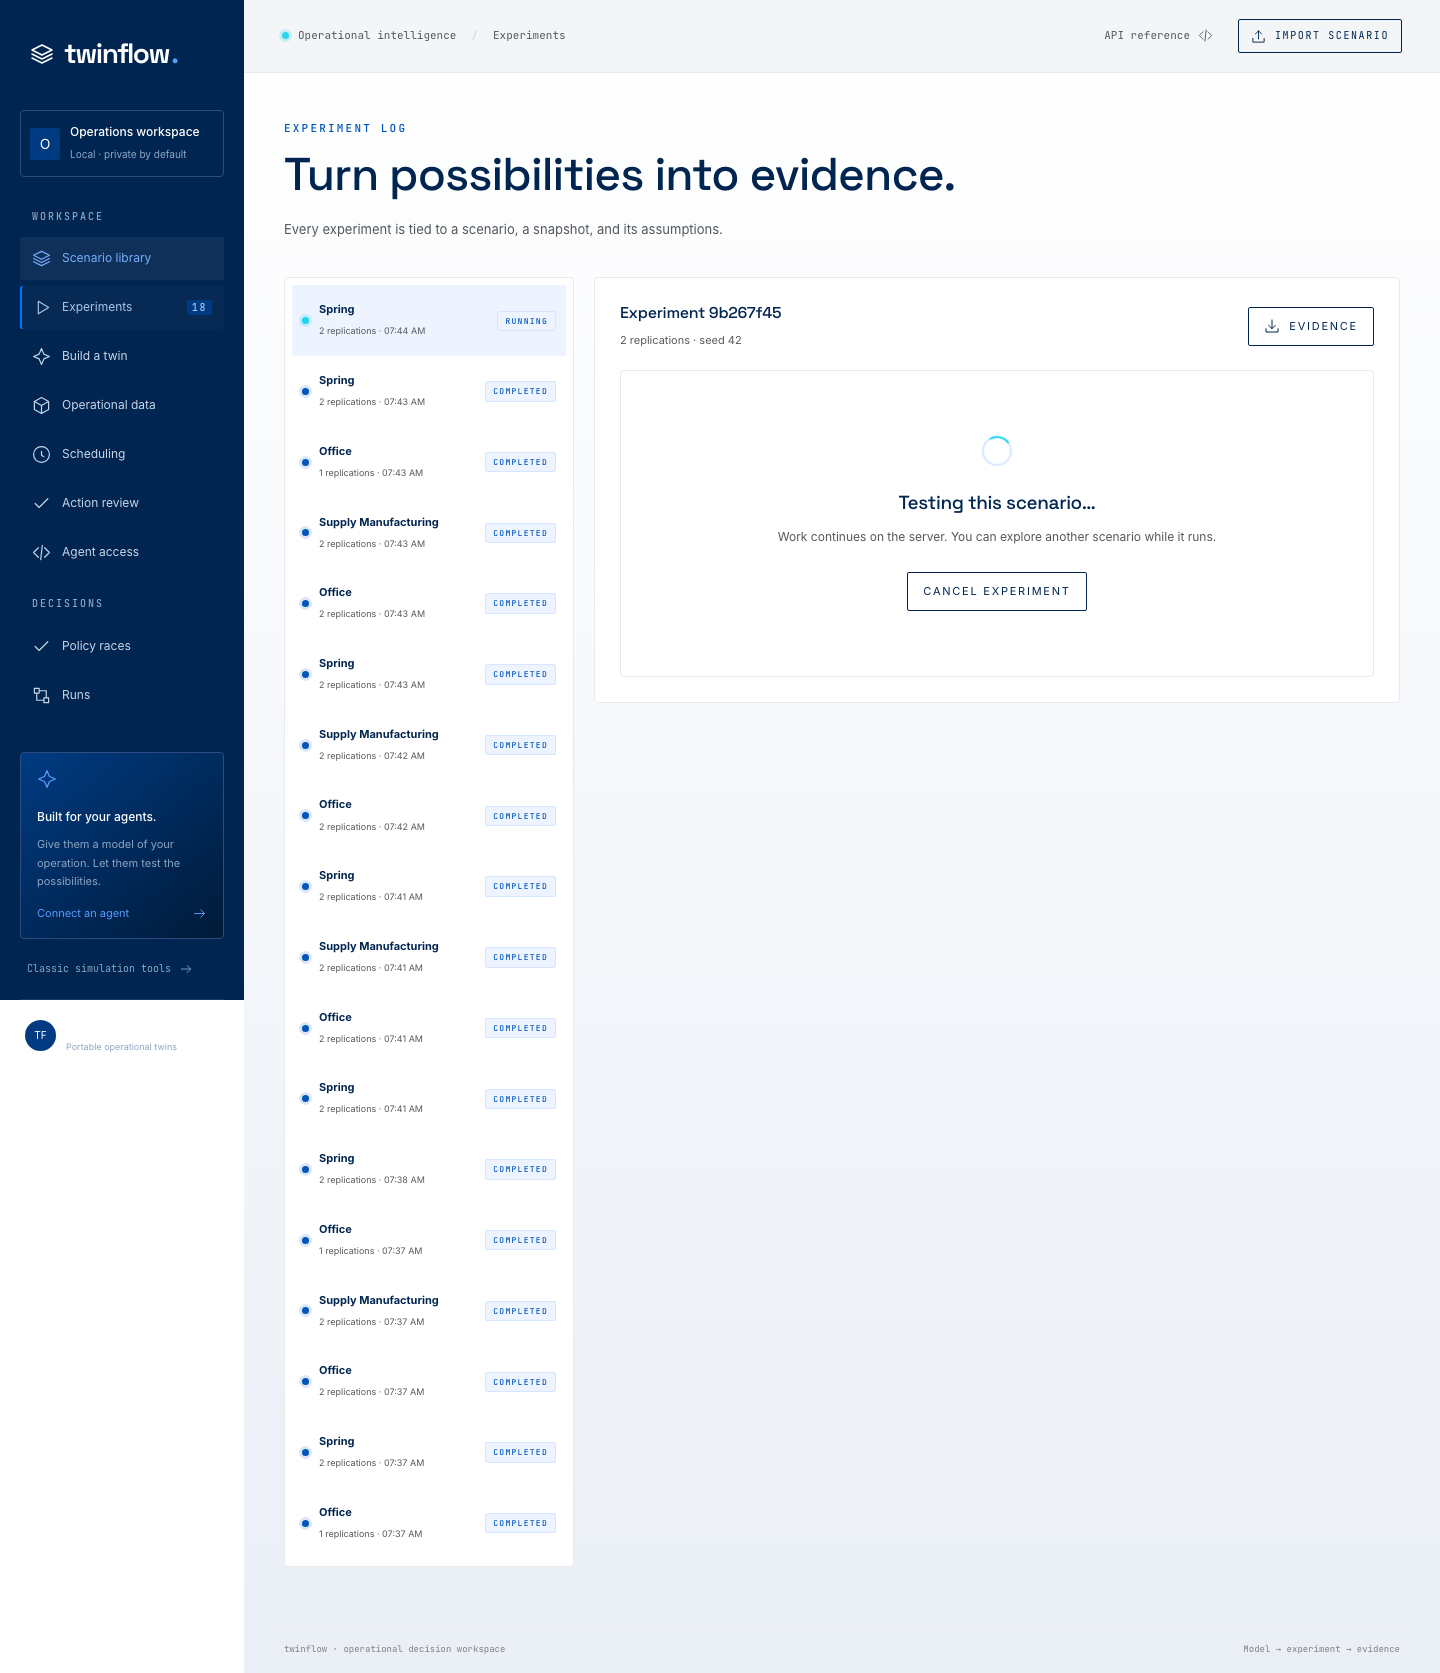 twinflow.
O
Operations workspace
Local · private by default
WORKSPACE
Scenario library
Experiments
18
Build a twin
Operational data
Scheduling
Action review
Agent access
DECISIONS
Policy races
Runs
Built for your agents.
Give them a model of your
operation. Let them test the
possibilities.
Connect an agent →
Classic simulation tools →
TF
Portable operational twins
Operational intelligence / Experiments
API reference
IMPORT SCENARIO
EXPERIMENT LOG
Turn possibilities into evidence.
Every experiment is tied to a scenario, a snapshot, and its assumptions.
Spring
2 replications · 07:44 AM
RUNNING
Spring
2 replications · 07:43 AM
COMPLETED
Office
1 replications · 07:43 AM
COMPLETED
Supply Manufacturing
2 replications · 07:43 AM
COMPLETED
Office
2 replications · 07:43 AM
COMPLETED
Spring
2 replications · 07:43 AM
COMPLETED
Supply Manufacturing
2 replications · 07:42 AM
COMPLETED
Office
2 replications · 07:42 AM
COMPLETED
Spring
2 replications · 07:41 AM
COMPLETED
Supply Manufacturing
2 replications · 07:41 AM
COMPLETED
Office
2 replications · 07:41 AM
COMPLETED
Spring
2 replications · 07:41 AM
COMPLETED
Spring
2 replications · 07:38 AM
COMPLETED
Office
1 replications · 07:37 AM
COMPLETED
Supply Manufacturing
2 replications · 07:37 AM
COMPLETED
Office
2 replications · 07:37 AM
COMPLETED
Spring
2 replications · 07:37 AM
COMPLETED
Office
1 replications · 07:37 AM
COMPLETED
Experiment 9b267f45
2 replications · seed 42
EVIDENCE
Testing this scenario…
Work continues on the server. You can explore another scenario while it runs.
CANCEL EXPERIMENT
twinflow · operational decision workspace
Model → experiment → evidence